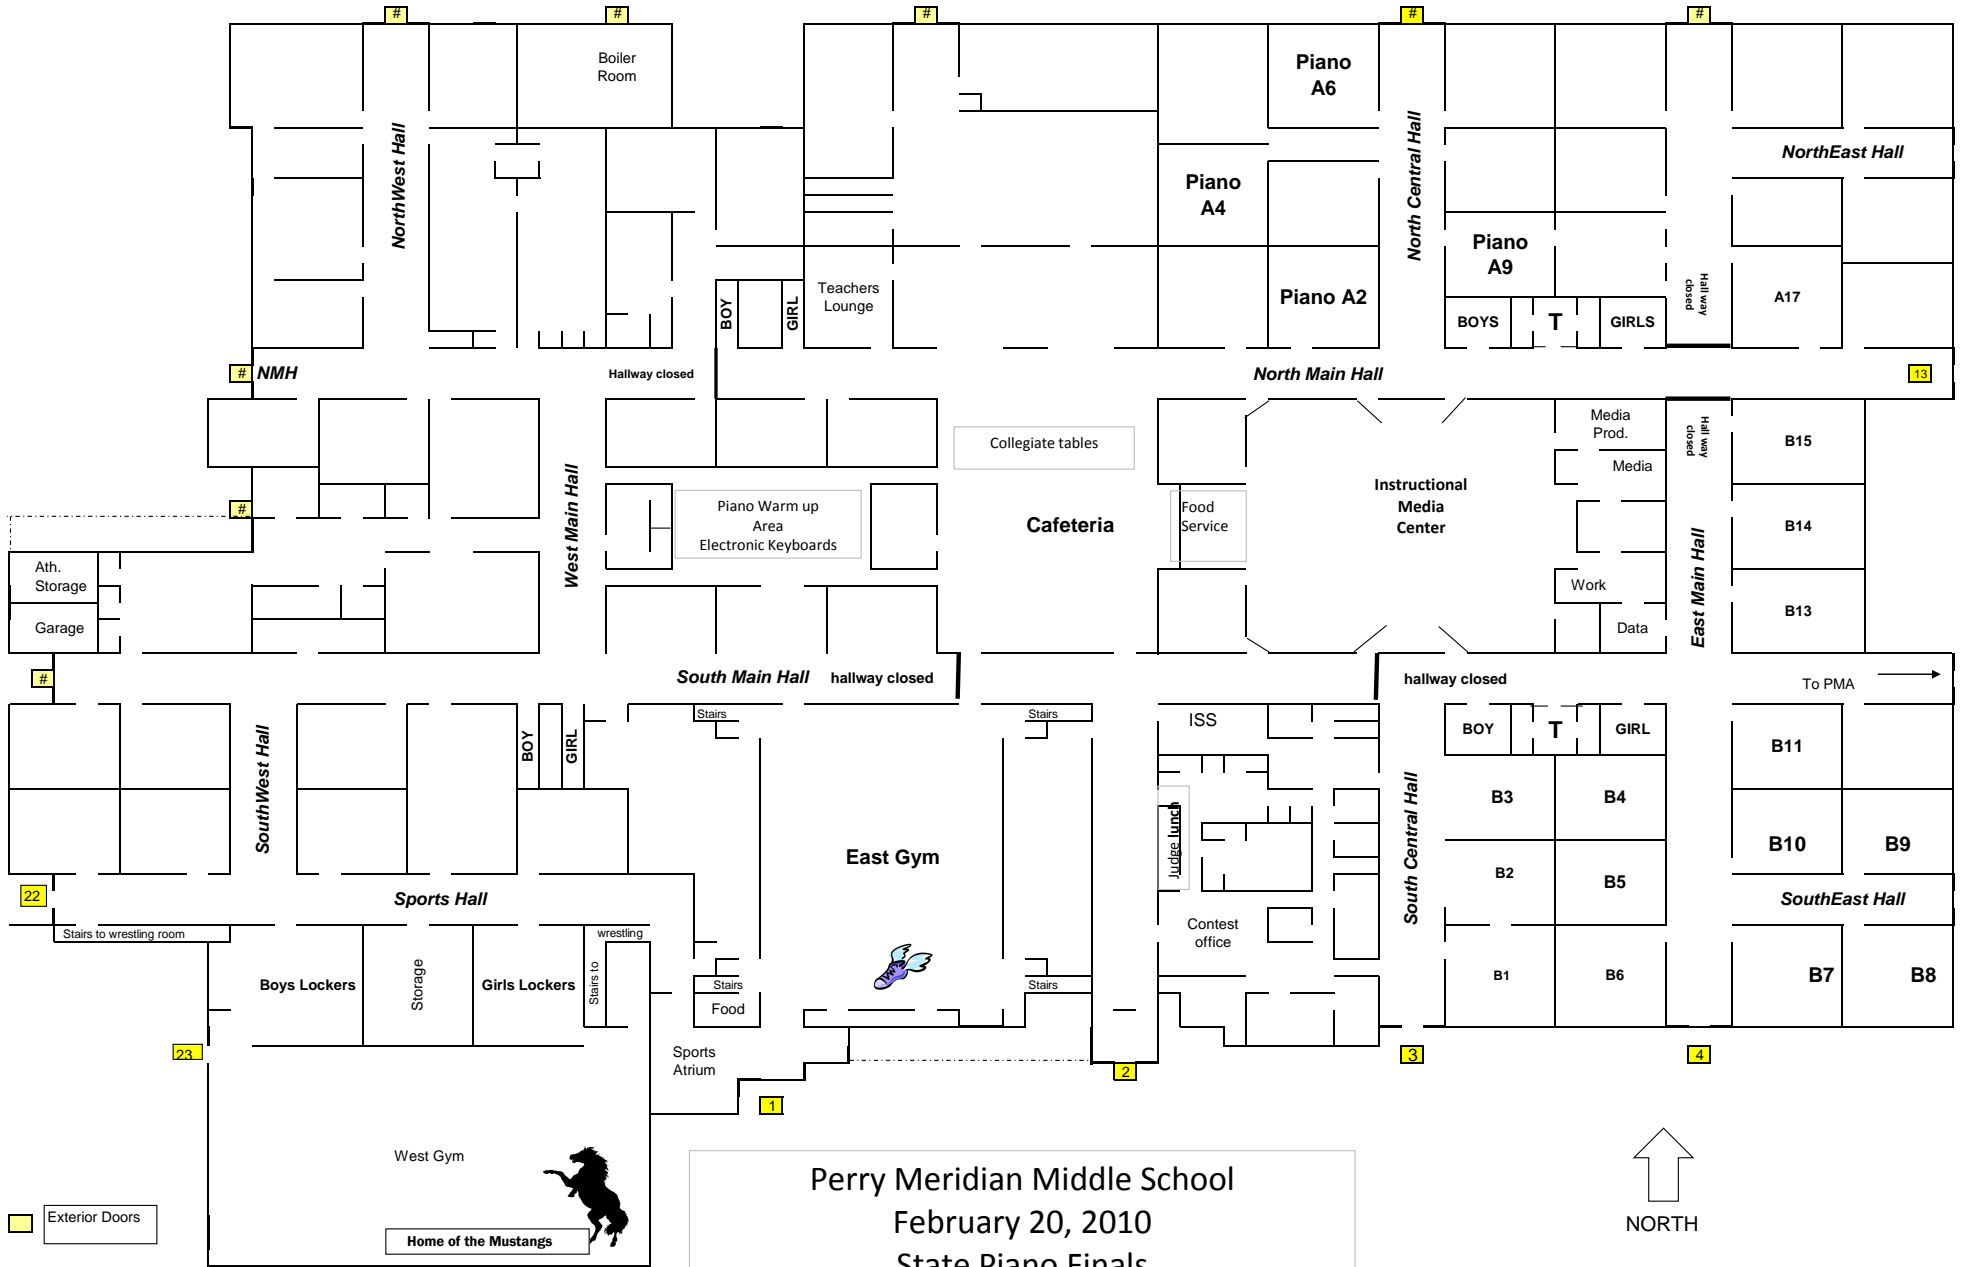 #
#
#
#
#
Boiler
Room
Piano
A6
NorthWest Hall
North Central Hall
NorthEast Hall
Piano
A4
Piano
A9
BOY
GIRL
Teachers
Lounge
Piano A2
BOYS
T
GIRLS
Hall way
closed
A17
#
NMH
Hallway closed
North Main Hall
13
Collegiate tables
Media
Prod.
Media
Hall way
closed
B15
West Main Hall
#
Piano Warm up
Area
Electronic Keyboards
Cafeteria
Food
Service
Instructional
Media
Center
B14
Ath.
Storage
Garage
Work
Data
East Main Hall
B13
#
South Main Hall
hallway closed
hallway closed
To PMA
Stairs
Stairs
ISS
BOY
GIRL
BOY
T
GIRL
B11
SouthWest Hall
B3
B4
East Gym
Judge lunch
South Central Hall
B10
B9
B2
B5
22
Sports Hall
SouthEast Hall
Stairs to wrestling room
wrestling
Stairs to
Contest
office
Boys Lockers
Storage
Girls Lockers
Stairs
Stairs
Food
B1
B6
B7
B8
23
Sports
Atrium
1
2
3
4
West Gym
Exterior Doors
Home of the Mustangs
Perry Meridian Middle School
February 20, 2010
State Piano Finals
NORTH